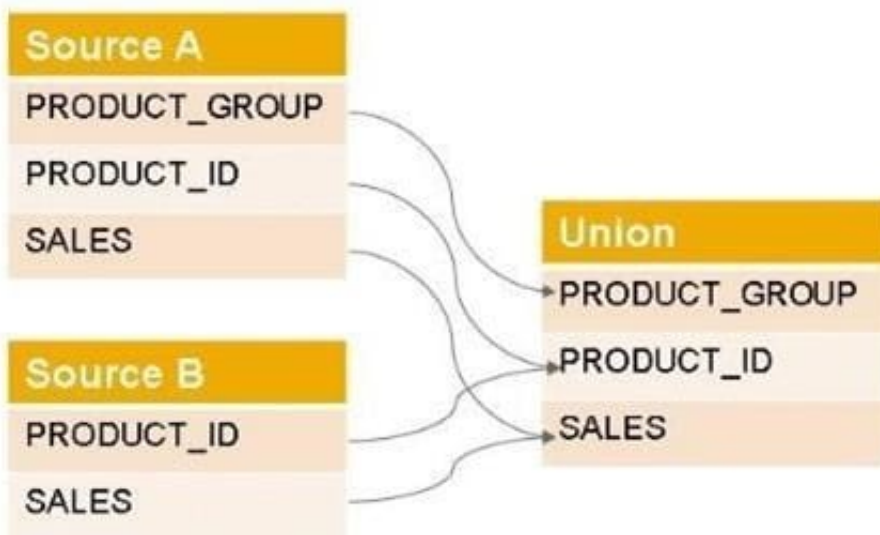 Source A
PRODUCT_GROUP
PRODUCT_ID
SALES
Source B
PRODUCT_ID
SALES
Union
PRODUCT_GROUP
PRODUCT_ID
SALES